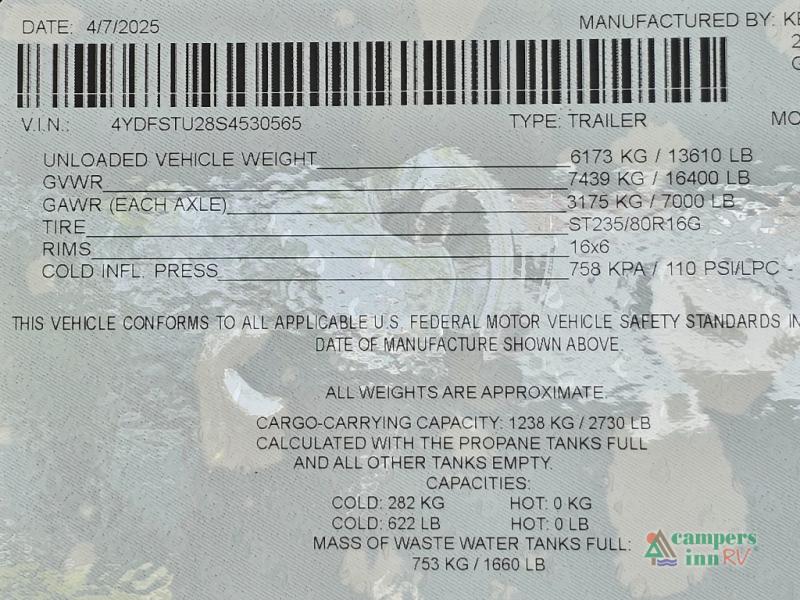 DATE: 4/7/2025 MANUFACTURED BY: KE
2
G
V.I.N.: 4YDFSTU28S4530565 TYPE: TRAILER MO
UNLOADED VEHICLE WEIGHT 6173 KG / 13610 LB
GVWR 7439 KG / 16400 LB
GAWR (EACH AXLE) 3175 KG / 7000 LB
TIRE ST235/80R16G
RIMS 16x6
COLD INFL. PRESS 758 KPA / 110 PSI/LPC -
THIS VEHICLE CONFORMS TO ALL APPLICABLE U.S. FEDERAL MOTOR VEHICLE SAFETY STANDARDS IN
DATE OF MANUFACTURE SHOWN ABOVE.
ALL WEIGHTS ARE APPROXIMATE.
CARGO-CARRYING CAPACITY: 1238 KG / 2730 LB
CALCULATED WITH THE PROPANE TANKS FULL
AND ALL OTHER TANKS EMPTY.
CAPACITIES:
COLD: 282 KG HOT: 0 KG
COLD: 622 LB HOT: 0 LB
MASS OF WASTE WATER TANKS FULL:
753 KG / 1660 LB
campers
inn RV